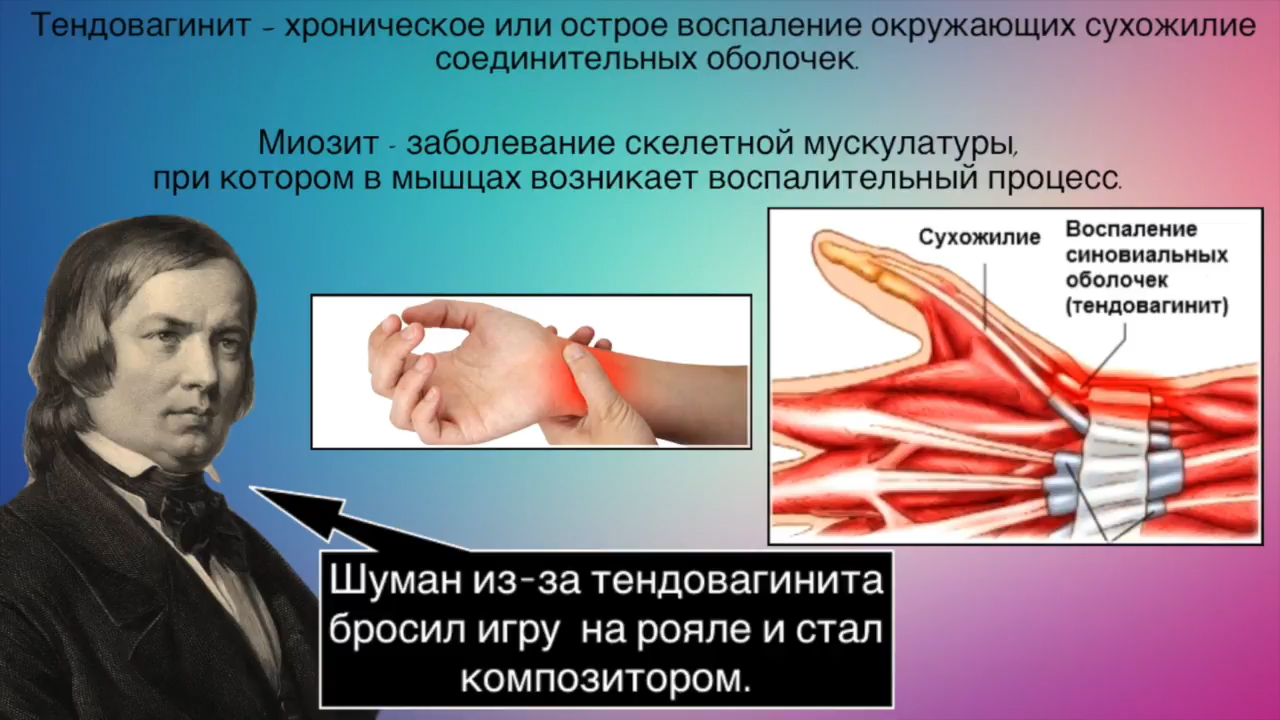 Тендовагинит - хроническое или острое воспаление окружающих сухожилие
соединительных оболочек.
Миозит - заболевание скелетной мускулатуры,
при котором в мышцах возникает воспалительный процесс.
Сухожилие
Воспаление
синовиальных
оболочек
(тендовагинит)
Шуман из-за тендовагинита
бросил игру на рояле и стал
композитором.